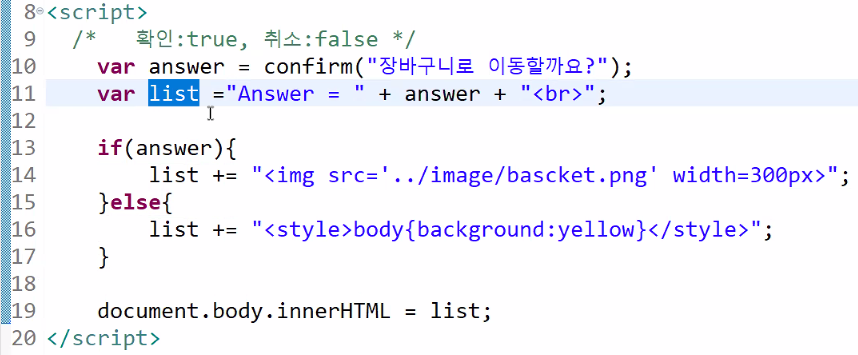 8 <script>
9 /* 확인:true, 취소:false */
10 var answer = confirm("장바구니로 이동할까요?");
11 var list ="Answer = " + answer + "<br>";
12
13 if(answer){
14 list += "<img src='../image/bascket.png' width=300px>";
15 }else{
16 list += "<style>body{background:yellow}</style>";
17 }
18
19 document.body.innerHTML = list;
20 </script>